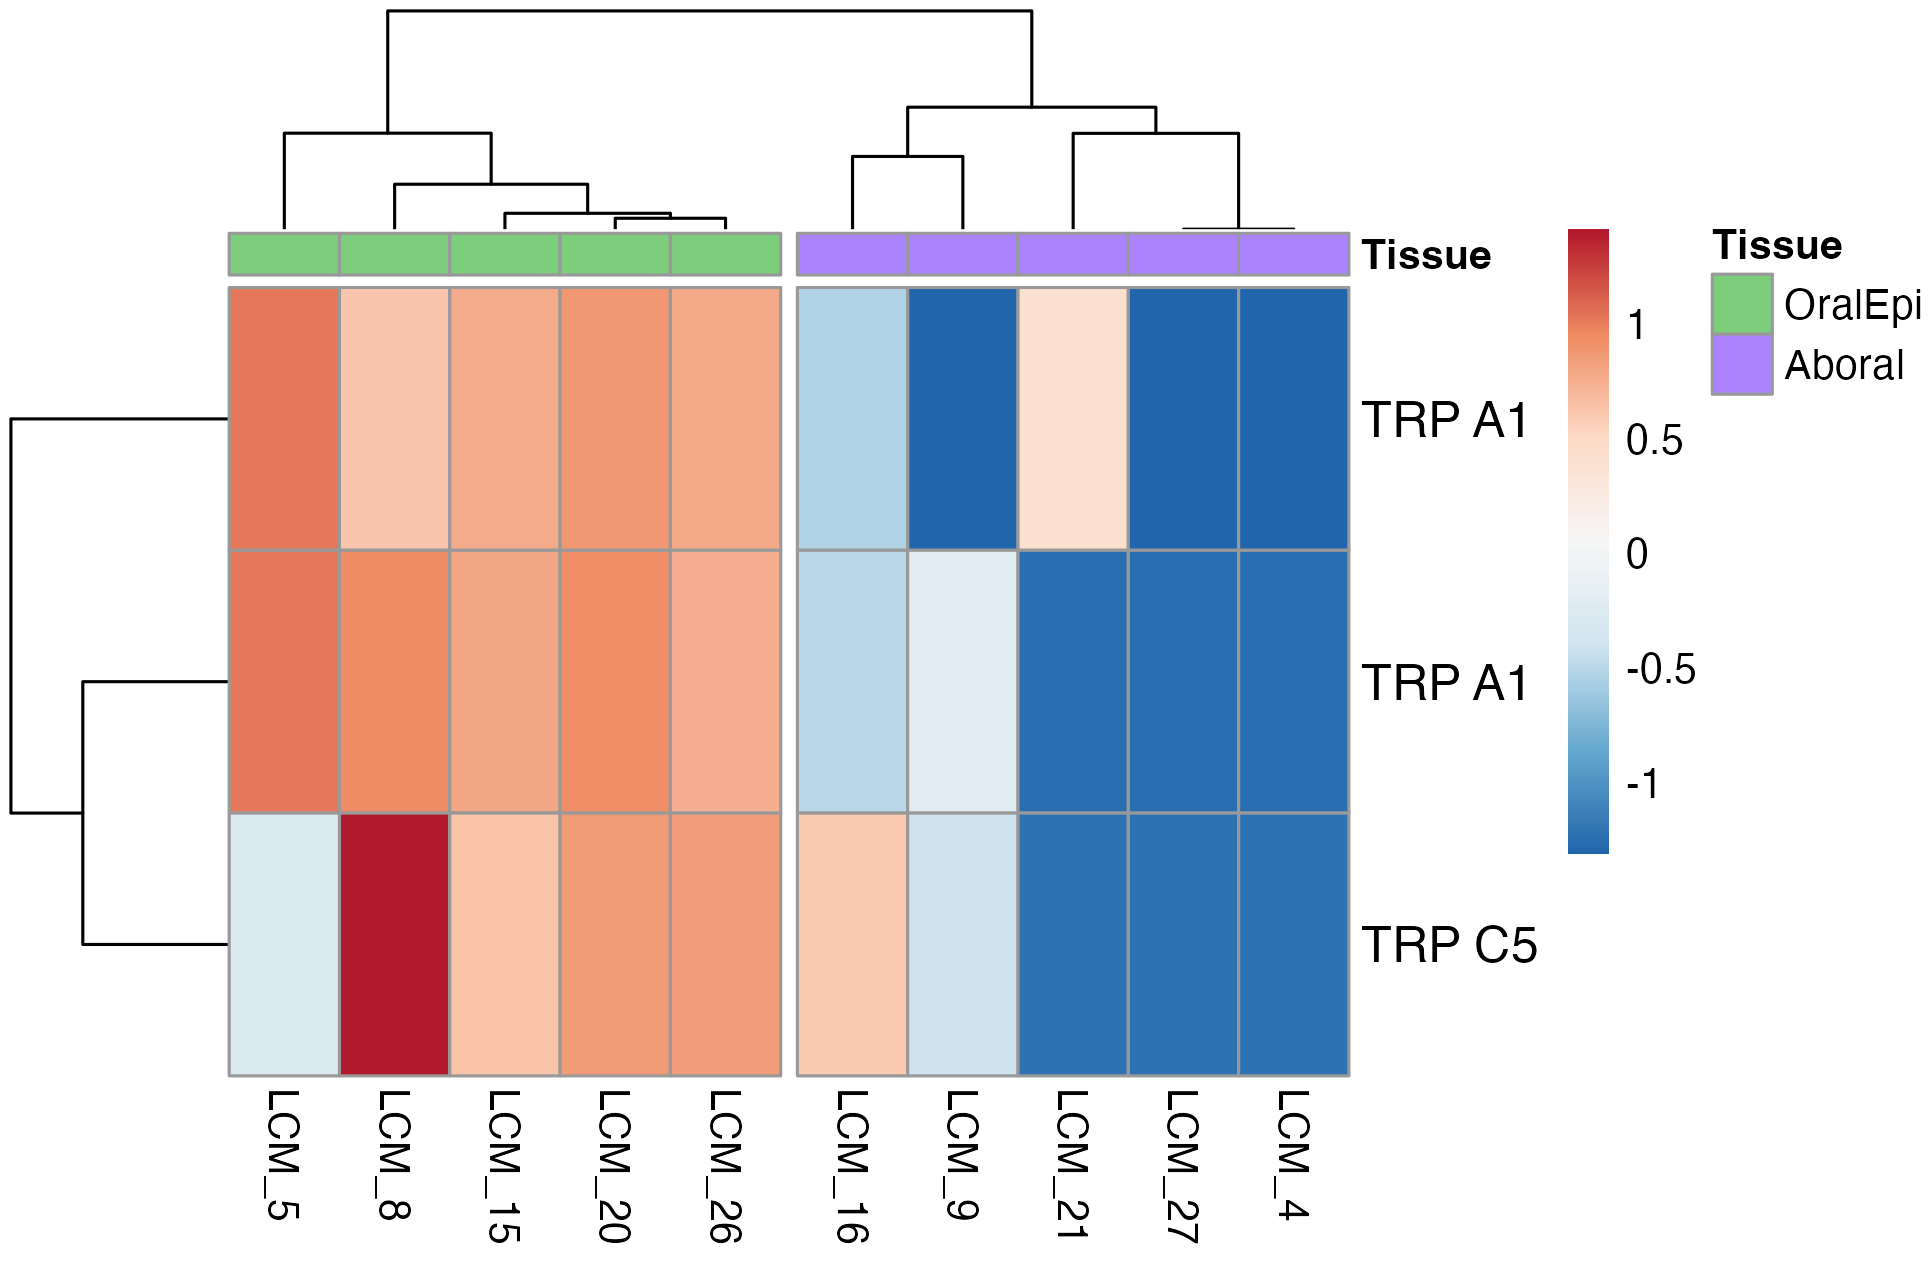 Tissue
TRP A1
TRP A1
TRP C5
LCM_5
LCM_8
LCM_15
LCM_20
LCM_26
LCM_16
LCM_9
LCM_21
LCM_27
LCM_4
1
0.5
0
-0.5
-1
Tissue
OralEpi
Aboral